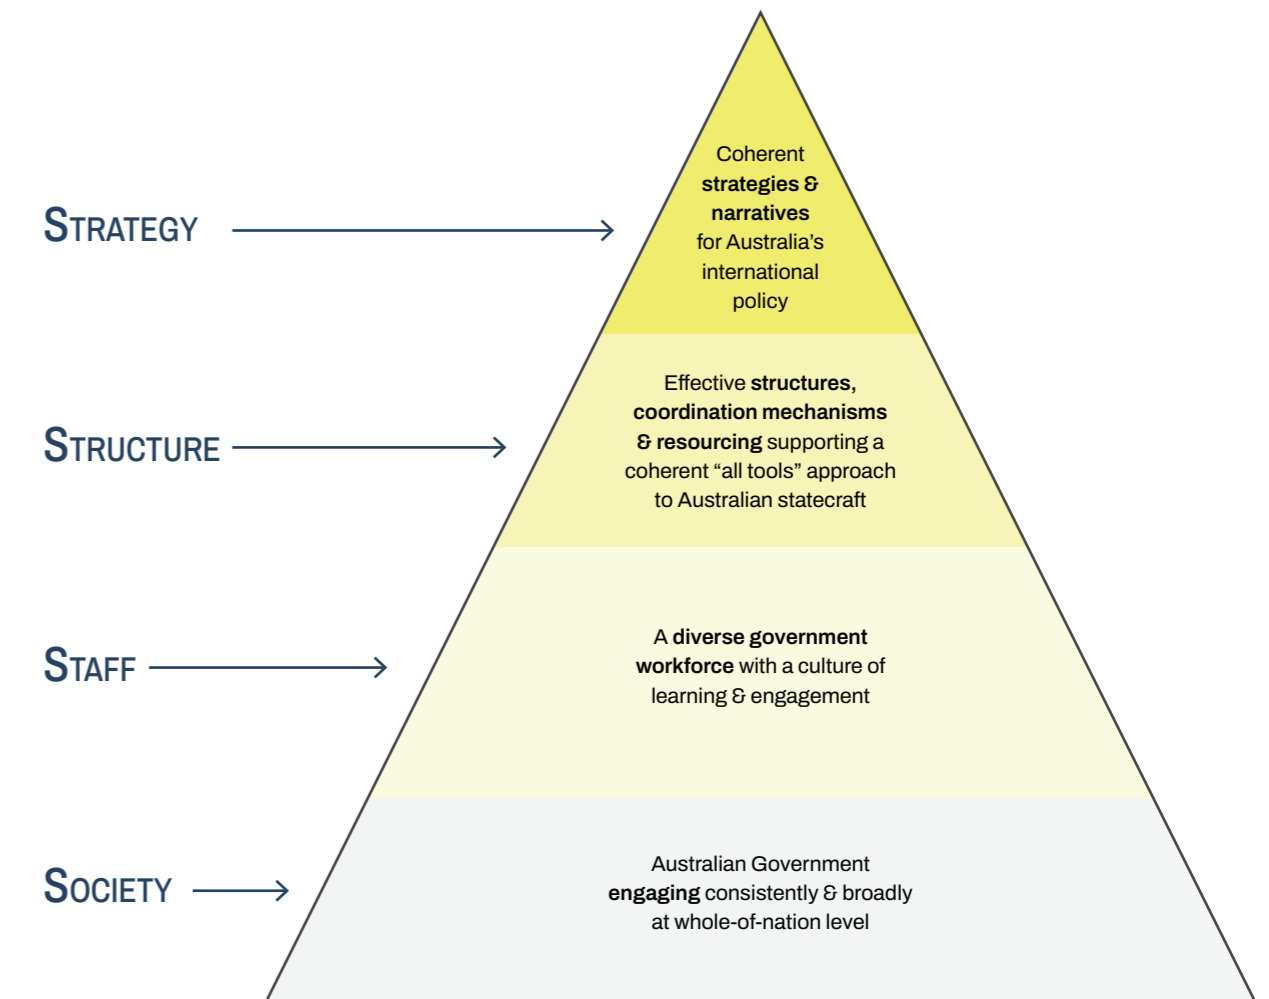 STRATEGY
Coherent
strategies &
narratives
for Australia’s
international
policy
STRUCTURE
Effective structures,
coordination mechanisms
& resourcing supporting a
coherent “all tools” approach
to Australian statecraft
STAFF
A diverse government
workforce with a culture of
learning & engagement
SOCIETY
Australian Government
engaging consistently & broadly
at whole-of-nation level